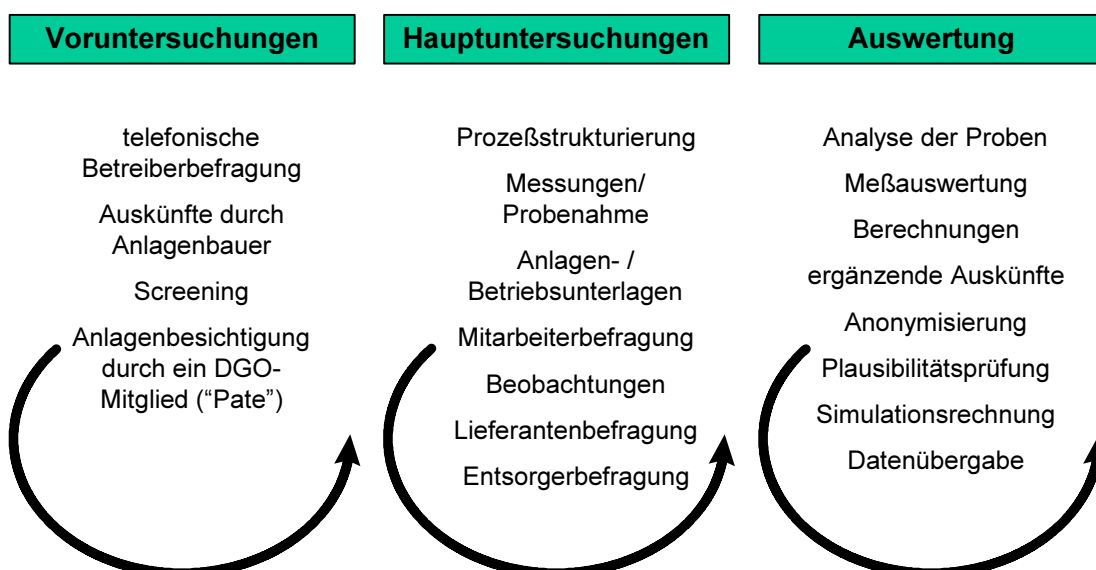 Voruntersuchungen
telefonische
Betreiberbefragung
Auskünfte durch
Anlagenbauer
Screening
Anlagenbesichtigung
durch ein DGO-
Mitglied (“Pate”)
Hauptuntersuchungen
Prozeßstrukturierung
Messungen/
Probenahme
Anlagen- /
Betriebsunterlagen
Mitarbeiterbefragung
Beobachtungen
Lieferantenbefragung
Entsorgerbefragung
Auswertung
Analyse der Proben
Meßauswertung
Berechnungen
ergänzende Auskünfte
Anonymisierung
Plausibilitätsprüfung
Simulationsrechnung
Datenübergabe